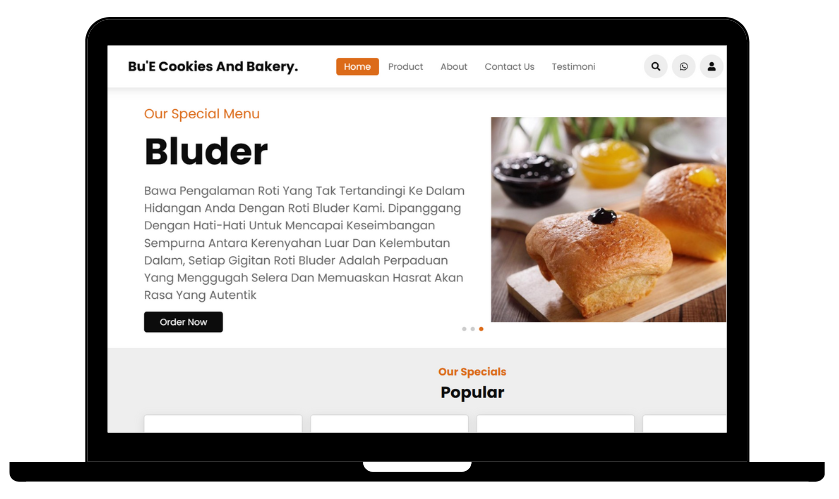 Bu'E Cookies And Bakery.
Home Product About Contact Us Testimoni
Our Special Menu
Bluder
Bawa Pengalaman Roti Yang Tak Tertandingi Ke Dalam
Hidangan Anda Dengan Roti Bluder Kami. Dipanggang
Dengan Hati-Hati Untuk Mencapai Keseimbangan
Sempurna Antara Kerenyahan Luar Dan Kelembutan
Dalam, Setiap Gigitan Roti Bluder Adalah Perpaduan
Yang Menggugah Selera Dan Memuaskan Hasrat Akan
Rasa Yang Autentik
Order Now
Our Specials
Popular